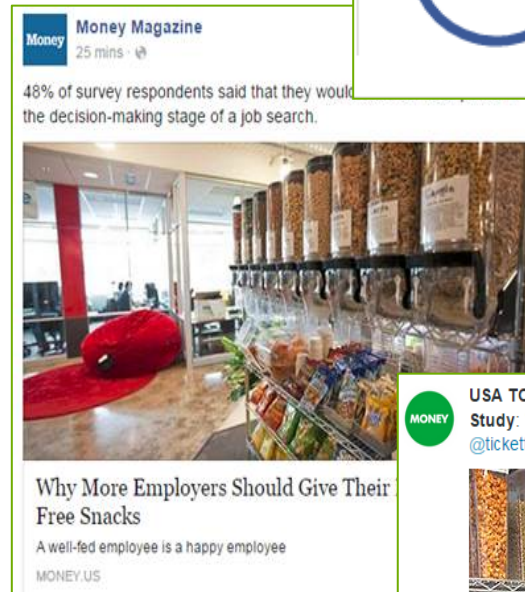 Money
Money Magazine
25 mins ·
48% of survey respondents said that they would
the decision-making stage of a job search.
Why More Employers Should Give Their
Free Snacks
A well-fed employee is a happy employee
MONEY.US
MONEY
USA
Study: